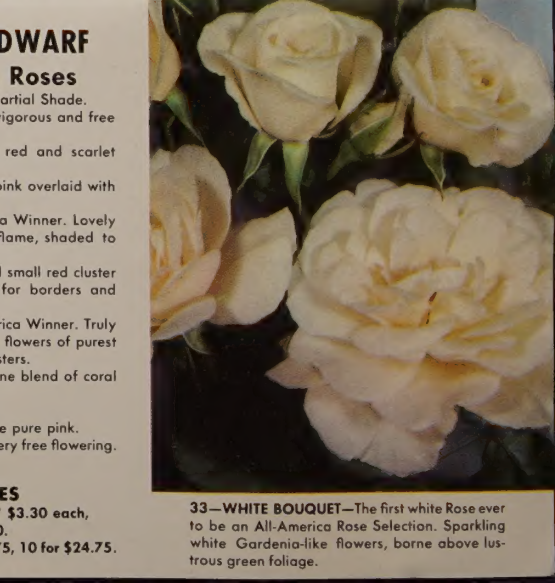 DWARF
Roses
artial Shade.
igorous and free
red and scarlet
ink overlaid with
a Winner. Lovely
flame, shaded to
small red cluster
for borders and
rica Winner. Truly
flowers of purest
sters.
ne blend of coral
e pure pink.
ery free flowering.
ES
$3.30 each,
0.
75, 10 for $24.75.
33—WHITE BOUQUET—The first white Rose ever
to be an All-America Rose Selection. Sparkling
white Gardenia-like flowers, borne above lus-
trous green foliage.